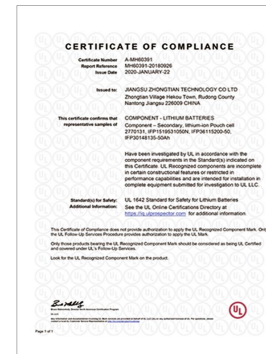 CERTIFICATE OF COMPLIANCE
Certificate Number A-MH60391
Report Reference MH60391-20160926
Issue Date 2020-JANUARY-22
Issued to: JIANGSU ZHONGTIAN TECHNOLOGY CO LTD
Zhongtian Village Hekou Town, Rudong County
Nantong Jiangsu 226009 CHINA
This certificate confirms that COMPONENT - LITHIUM BATTERIES
representative samples of Component – Secondary, lithium-ion Pouch cell
2770131, IFP1516531050N, IFP36115200-50,
IFP30146135-50Ah
Have been investigated by UL in accordance with the
component requirements in the Standard(s) indicated on
this Certificate. UL Recognized components are incomplete
in certain constructional features or restricted in
performance capabilities and are intended for installation in
complete equipment submitted for investigation to UL LLC.
Standard(s) for Safety: UL 1642 Standard for Safety for Lithium Batteries
Additional Information: See the UL Online Certifications Directory at
https://iq.ulprospector.com for additional information.
This Certificate of Compliance does not provide authorization to apply the UL Recognized Component Mark. Only
the UL Follow-Up Services Procedure provides authorization to apply the UL Mark.
Only those products bearing the UL Recognized Component Mark should be considered as being UL Certified
and covered under UL's Follow-Up Services.
Look for the UL Recognized Component Mark on the product.
UL
Page 1 of 1